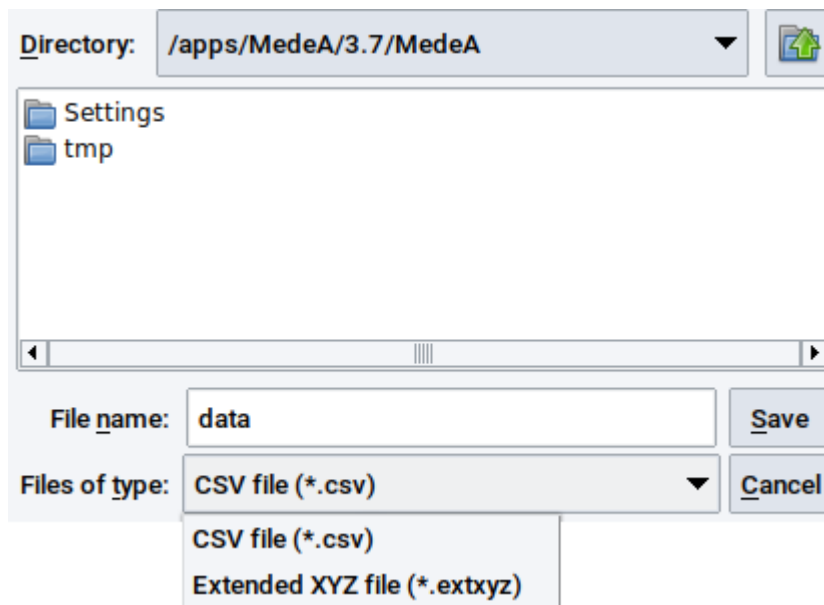 Directory: /apps/MedeA/3.7/MedeA
Settings
tmp
File name: data Save
Files of type: CSV file (*.csv) Cancel
CSV file (*.csv)
Extended XYZ file (*.extxyz)